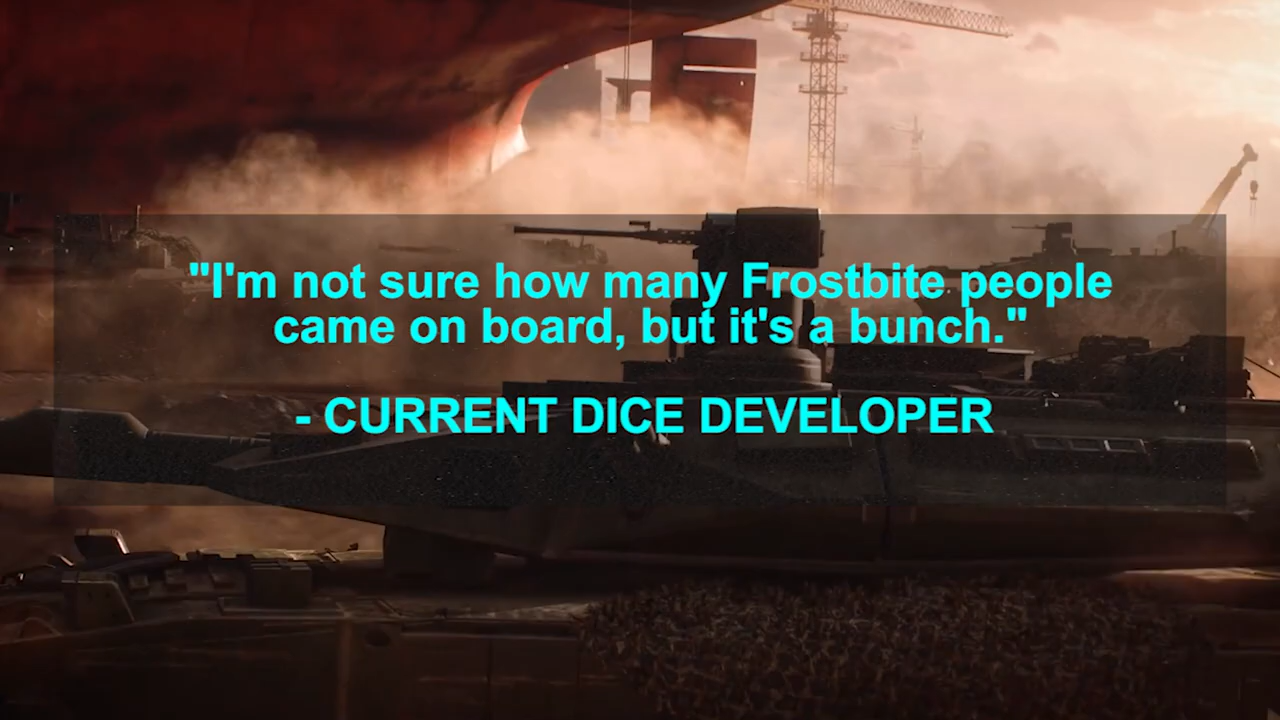 "I'm not sure how many Frostbite people
came on board, but it's a bunch."
- CURRENT DICE DEVELOPER